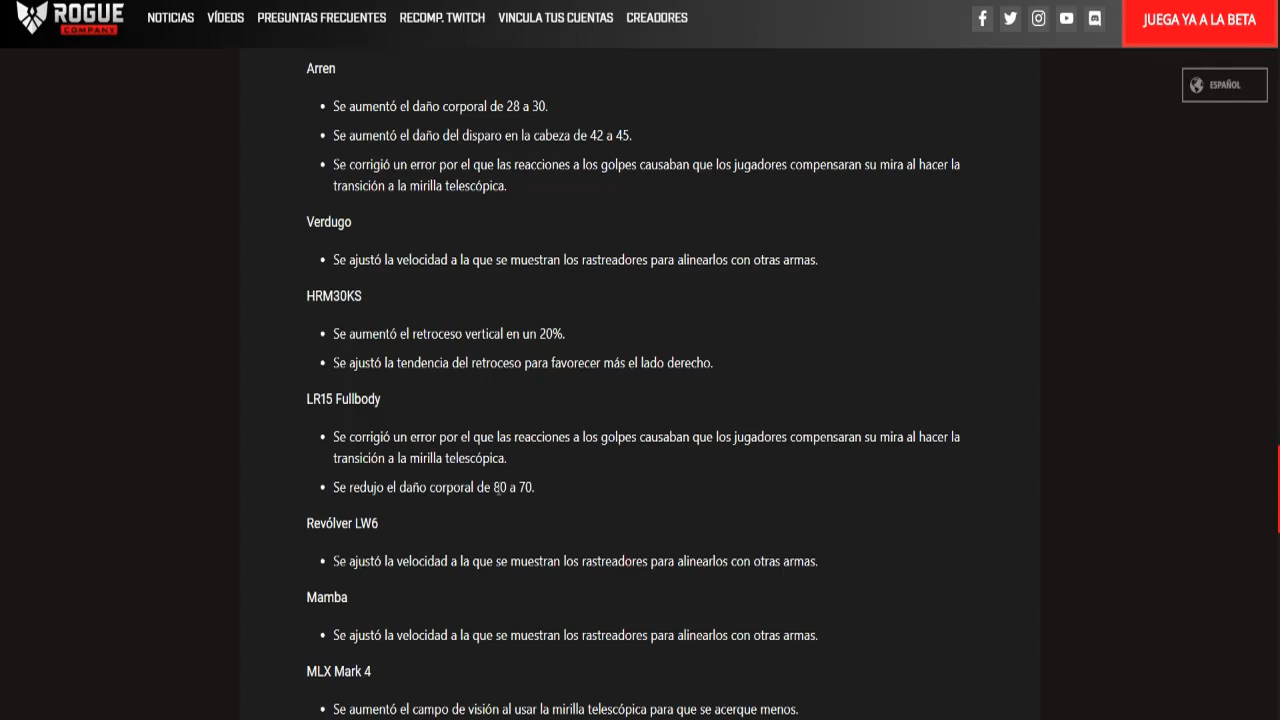 ROGUE
COMPANY
NOTICIAS VÍDEOS PREGUNTAS FRECUENTES RECOMP. TWITCH VINCULA TUS CUENTAS CREADORES
JUEGA YA A LA BETA
ESPAÑOL
Arren
• Se aumentó el daño corporal de 28 a 30.
• Se aumentó el daño del disparo en la cabeza de 42 a 45.
• Se corrigió un error por el que las reacciones a los golpes causaban que los jugadores compensaran su mira al hacer la
transición a la mirilla telescópica.
Verdugo
• Se ajustó la velocidad a la que se muestran los rastreadores para alinearlos con otras armas.
HRM30KS
• Se aumentó el retroceso vertical en un 20%.
• Se ajustó la tendencia del retroceso para favorecer más el lado derecho.
LR15 Fullbody
• Se corrigió un error por el que las reacciones a los golpes causaban que los jugadores compensaran su mira al hacer la
transición a la mirilla telescópica.
• Se redujo el daño corporal de 80 a 70.
Revólver LW6
• Se ajustó la velocidad a la que se muestran los rastreadores para alinearlos con otras armas.
Mamba
• Se ajustó la velocidad a la que se muestran los rastreadores para alinearlos con otras armas.
MLX Mark 4
• Se aumentó el campo de visión al usar la mirilla telescópica para que se acerque menos.